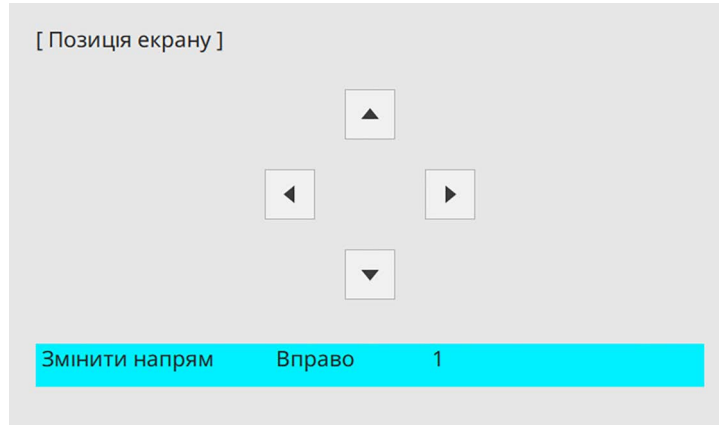 [ Позиція екрану ]
Змінити напрям Вправо 1